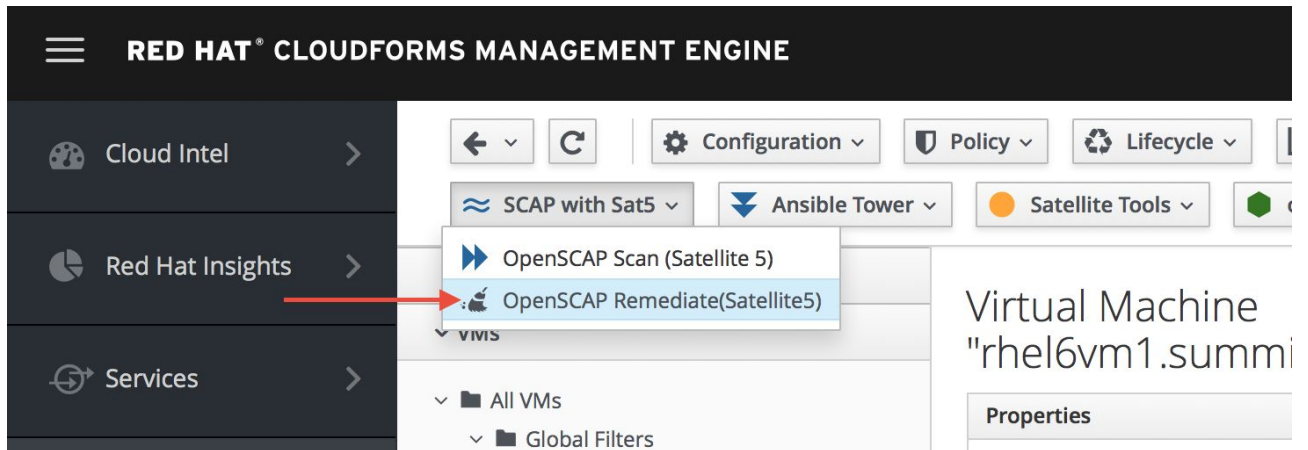 RED HAT® CLOUDFORMS MANAGEMENT ENGINE
Cloud Intel
Red Hat Insights
Services
Configuration
Policy
Lifecycle
SCAP with Sat5
Ansible Tower
Satellite Tools
OpenSCAP Scan (Satellite 5)
OpenSCAP Remediate(Satellite5)
VMs
All VMs
Global Filters
Virtual Machine
"rhel6vm1.summi
Properties